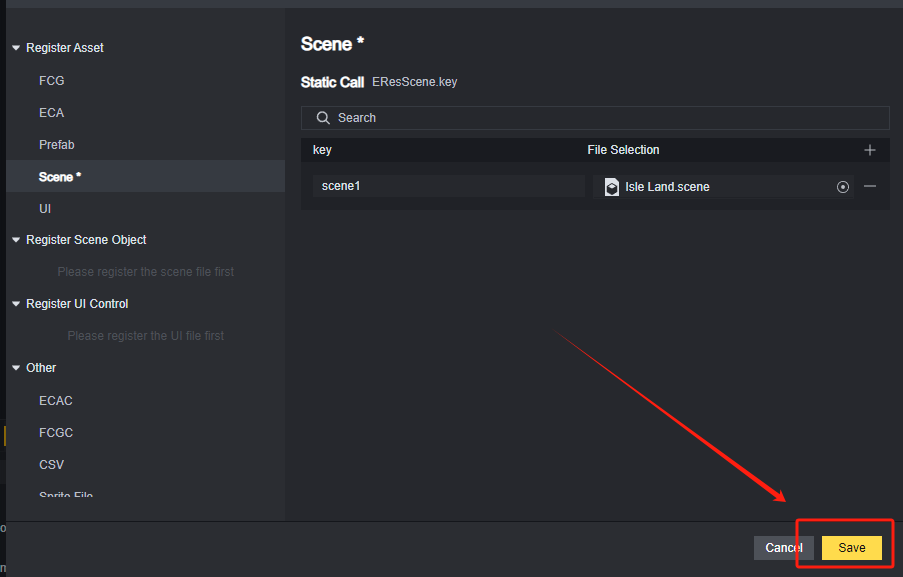 Register Asset
FCG
ECA
Prefab
Scene *
UI
Register Scene Object
Please register the scene file first
Register UI Control
Please register the UI file first
Other
ECAC
FCGC
CSV
Sprite File
Scene *
Static Call EResScene.key
Search
key File Selection
scene1 Isle Land.scene
Cancel Save